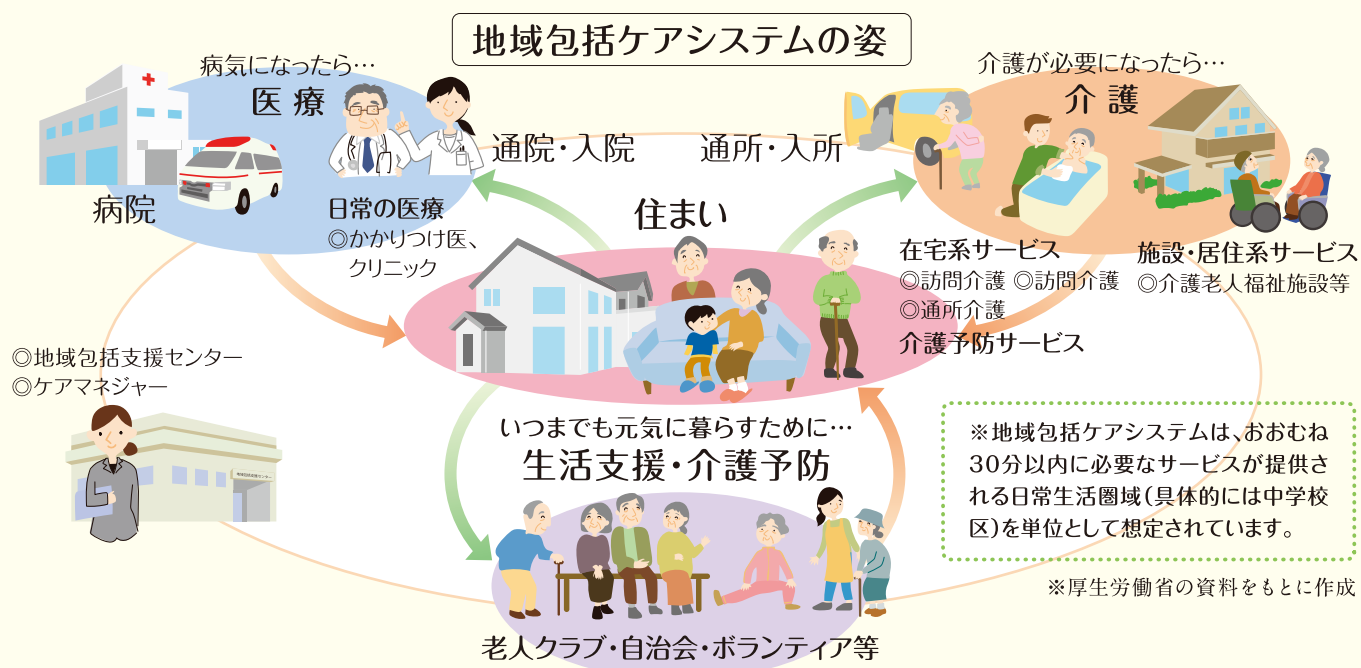 地域包括ケアシステムの姿
病気になったら…
医療
病院
日常の医療
◎かかりつけ医、
クリニック
通院・入院
通所・入所
住まい
介護が必要になったら…
介護
在宅系サービス
◎訪問介護 ◎訪問介護
◎通所介護
介護予防サービス
施設・居住系サービス
◎介護老人福祉施設等
◎地域包括支援センター
◎ケアマネジャー
地域包括支援センター
いつまでも元気に暮らすために…
生活支援・介護予防
老人クラブ・自治会・ボランティア等
※地域包括ケアシステムは、おおむね
30分以内に必要なサービスが提供さ
れる日常生活圏域(具体的には中学校
区)を単位として想定されています。
※厚生労働省の資料をもとに作成